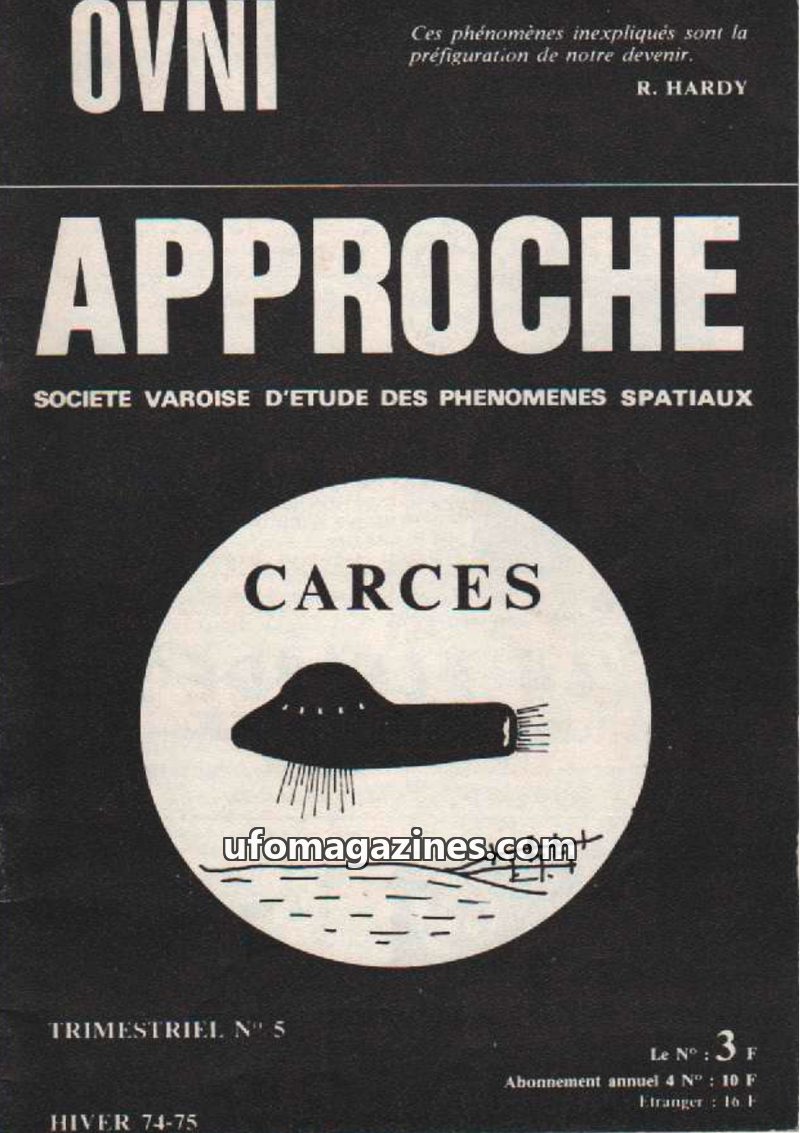 OVNI
Ces phénomènes inexpliqués sont la
préfiguration de notre devenir.
R. HARDY
APPROCHE
SOCIETE VAROISE D'ETUDE DES PHENOMENES SPATIAUX
CARCES
ufomagazines.com
TRIMESTRIEL N° 5
Le N° : 3 F
Abonnement annuel 4 N° : 10 F
Etranger : 16 F
HIVER 74-75